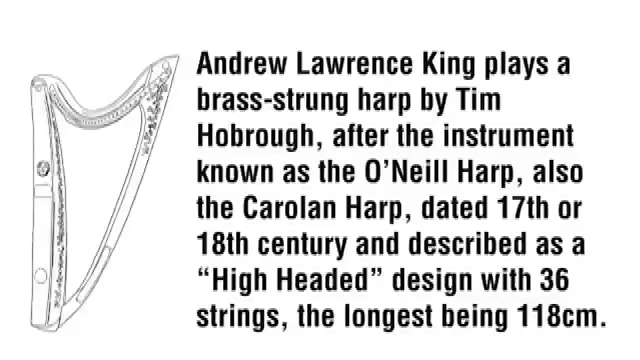 Andrew Lawrence King plays a
brass-strung harp by Tim
Hobrough, after the instrument
known as the O’Neill Harp, also
the Carolan Harp, dated 17th or
18th century and described as a
“High Headed” design with 36
strings, the longest being 118cm.